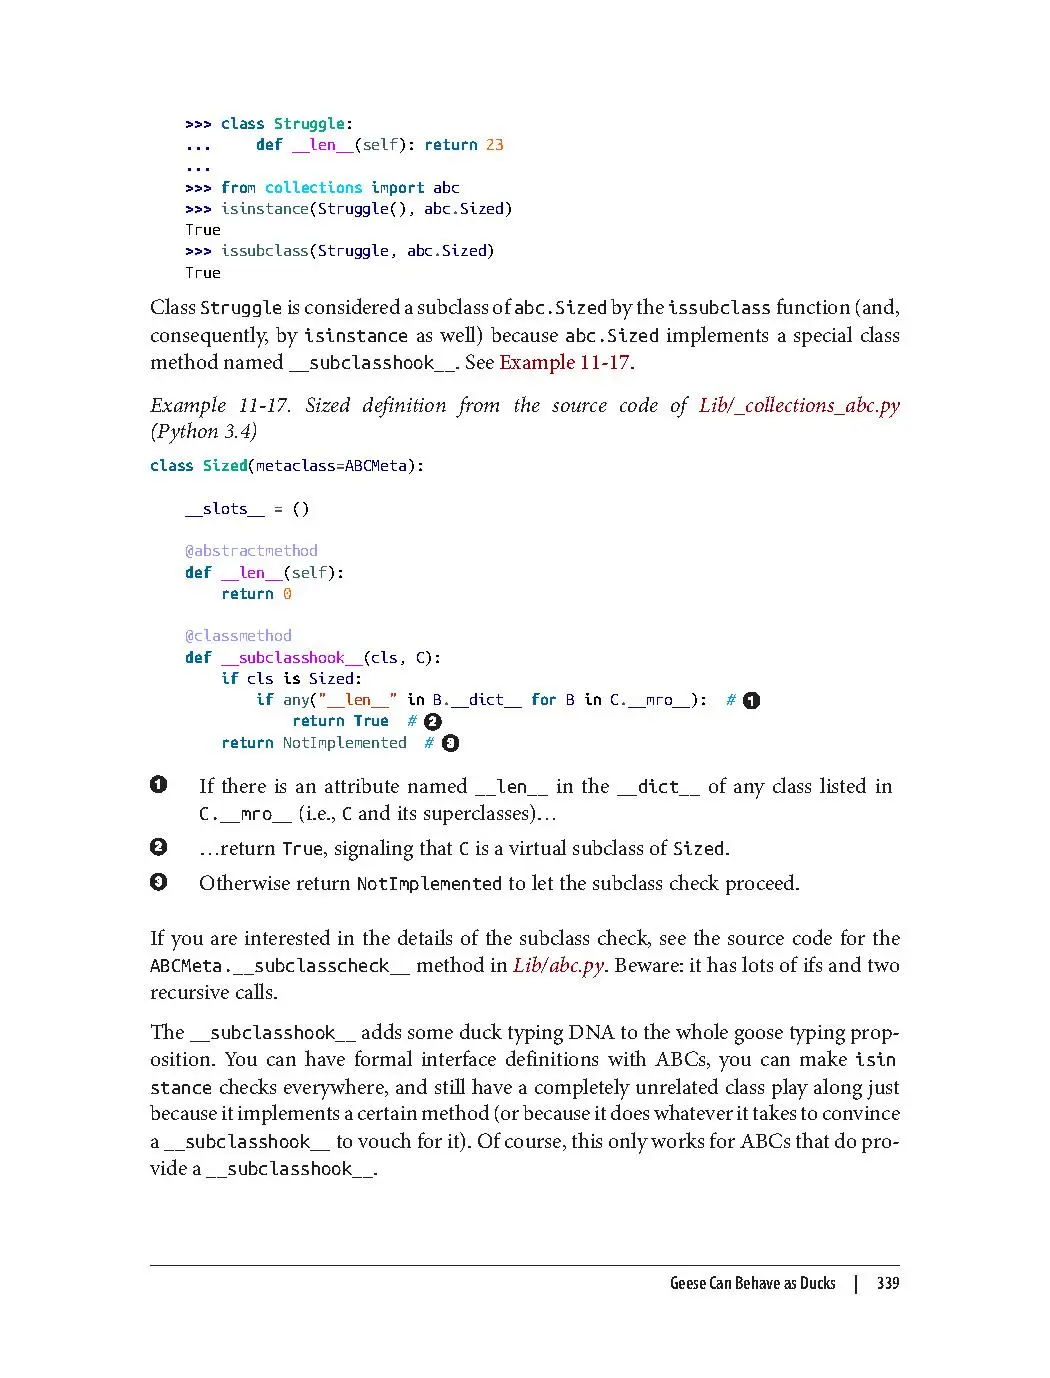 >>> class Struggle:
...     def __len__(self): return 23
...
>>> from collections import abc
>>> isinstance(Struggle(), abc.Sized)
True
>>> issubclass(Struggle, abc.Sized)
True
Class Struggle is considered a subclass of abc.Sized by the issubclass function (and,
consequently, by isinstance as well) because abc.Sized implements a special class
method named __subclasshook__. See Example 11-17.
Example 11-17. Sized definition from the source code of Lib/_collections_abc.py
(Python 3.4)
class Sized(metaclass=ABCMeta):
    __slots__ = ()
    @abstractmethod
    def __len__(self):
        return 0
    @classmethod
    def __subclasshook__(cls, C):
        if cls is Sized:
            if any("__len__" in B.__dict__ for B in C.__mro__):  # ❶
                return True  # ❷
        return NotImplemented  # ❸
❶ If there is an attribute named __len__ in the __dict__ of any class listed in
C.__mro__ (i.e., C and its superclasses)…
❷ …return True, signaling that C is a virtual subclass of Sized.
❸ Otherwise return NotImplemented to let the subclass check proceed.
If you are interested in the details of the subclass check, see the source code for the
ABCMeta.__subclasscheck__ method in Lib/abc.py. Beware: it has lots of ifs and two
recursive calls.
The __subclasshook__ adds some duck typing DNA to the whole goose typing prop-
osition. You can have formal interface definitions with ABCs, you can make isin
stance checks everywhere, and still have a completely unrelated class play along just
because it implements a certain method (or because it does whatever it takes to convince
a __subclasshook__ to vouch for it). Of course, this only works for ABCs that do pro-
vide a __subclasshook__.
Geese Can Behave as Ducks | 339